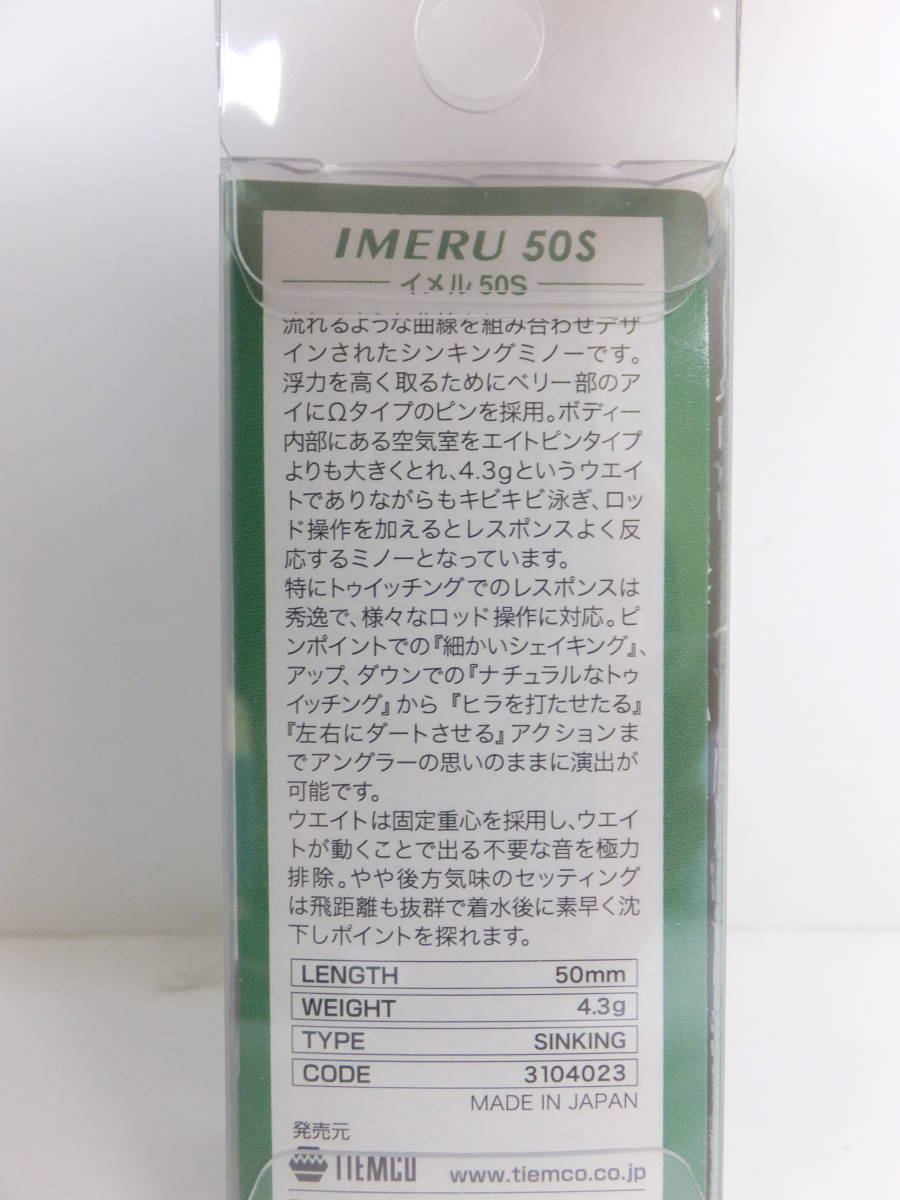 IMERU 50S
イメル 50S
流れるような曲線を組み合わせデザ
インされたシンキングミノーです。
浮力を高く取るためにベリー部のア
イにΩタイプのピンを採用。ボディー
内部にある空気室をエイトピンタイプ
よりも大きくとれ、4.3gというウエイ
トでありながらもキビキビ泳ぎ、ロッ
ド操作を加えるとレスポンスよく反
応するミノーとなっています。
特にトゥイッチングでのレスポンスは
秀逸で、様々なロッド操作に対応。ピ
ンポイントでの『細かいシェイキング』、
アップ、ダウンでの『ナチュラルなトゥ
イッチング』から『ヒラを打たせたる』
『左右にダートさせる』アクションま
でアングラーの思いのままに演出が
可能です。
ウエイトは固定重心を採用し、ウエイ
トが動くことで出る不要な音を極力
排除。やや後方気味のセッティング
は飛距離も抜群で着水後に素早く沈
下しポイントを探れます。
LENGTH 50mm
WEIGHT 4.3g
TYPE SINKING
CODE 3104023
MADE IN JAPAN
発売元
TIEMCO www.tiemco.co.jp